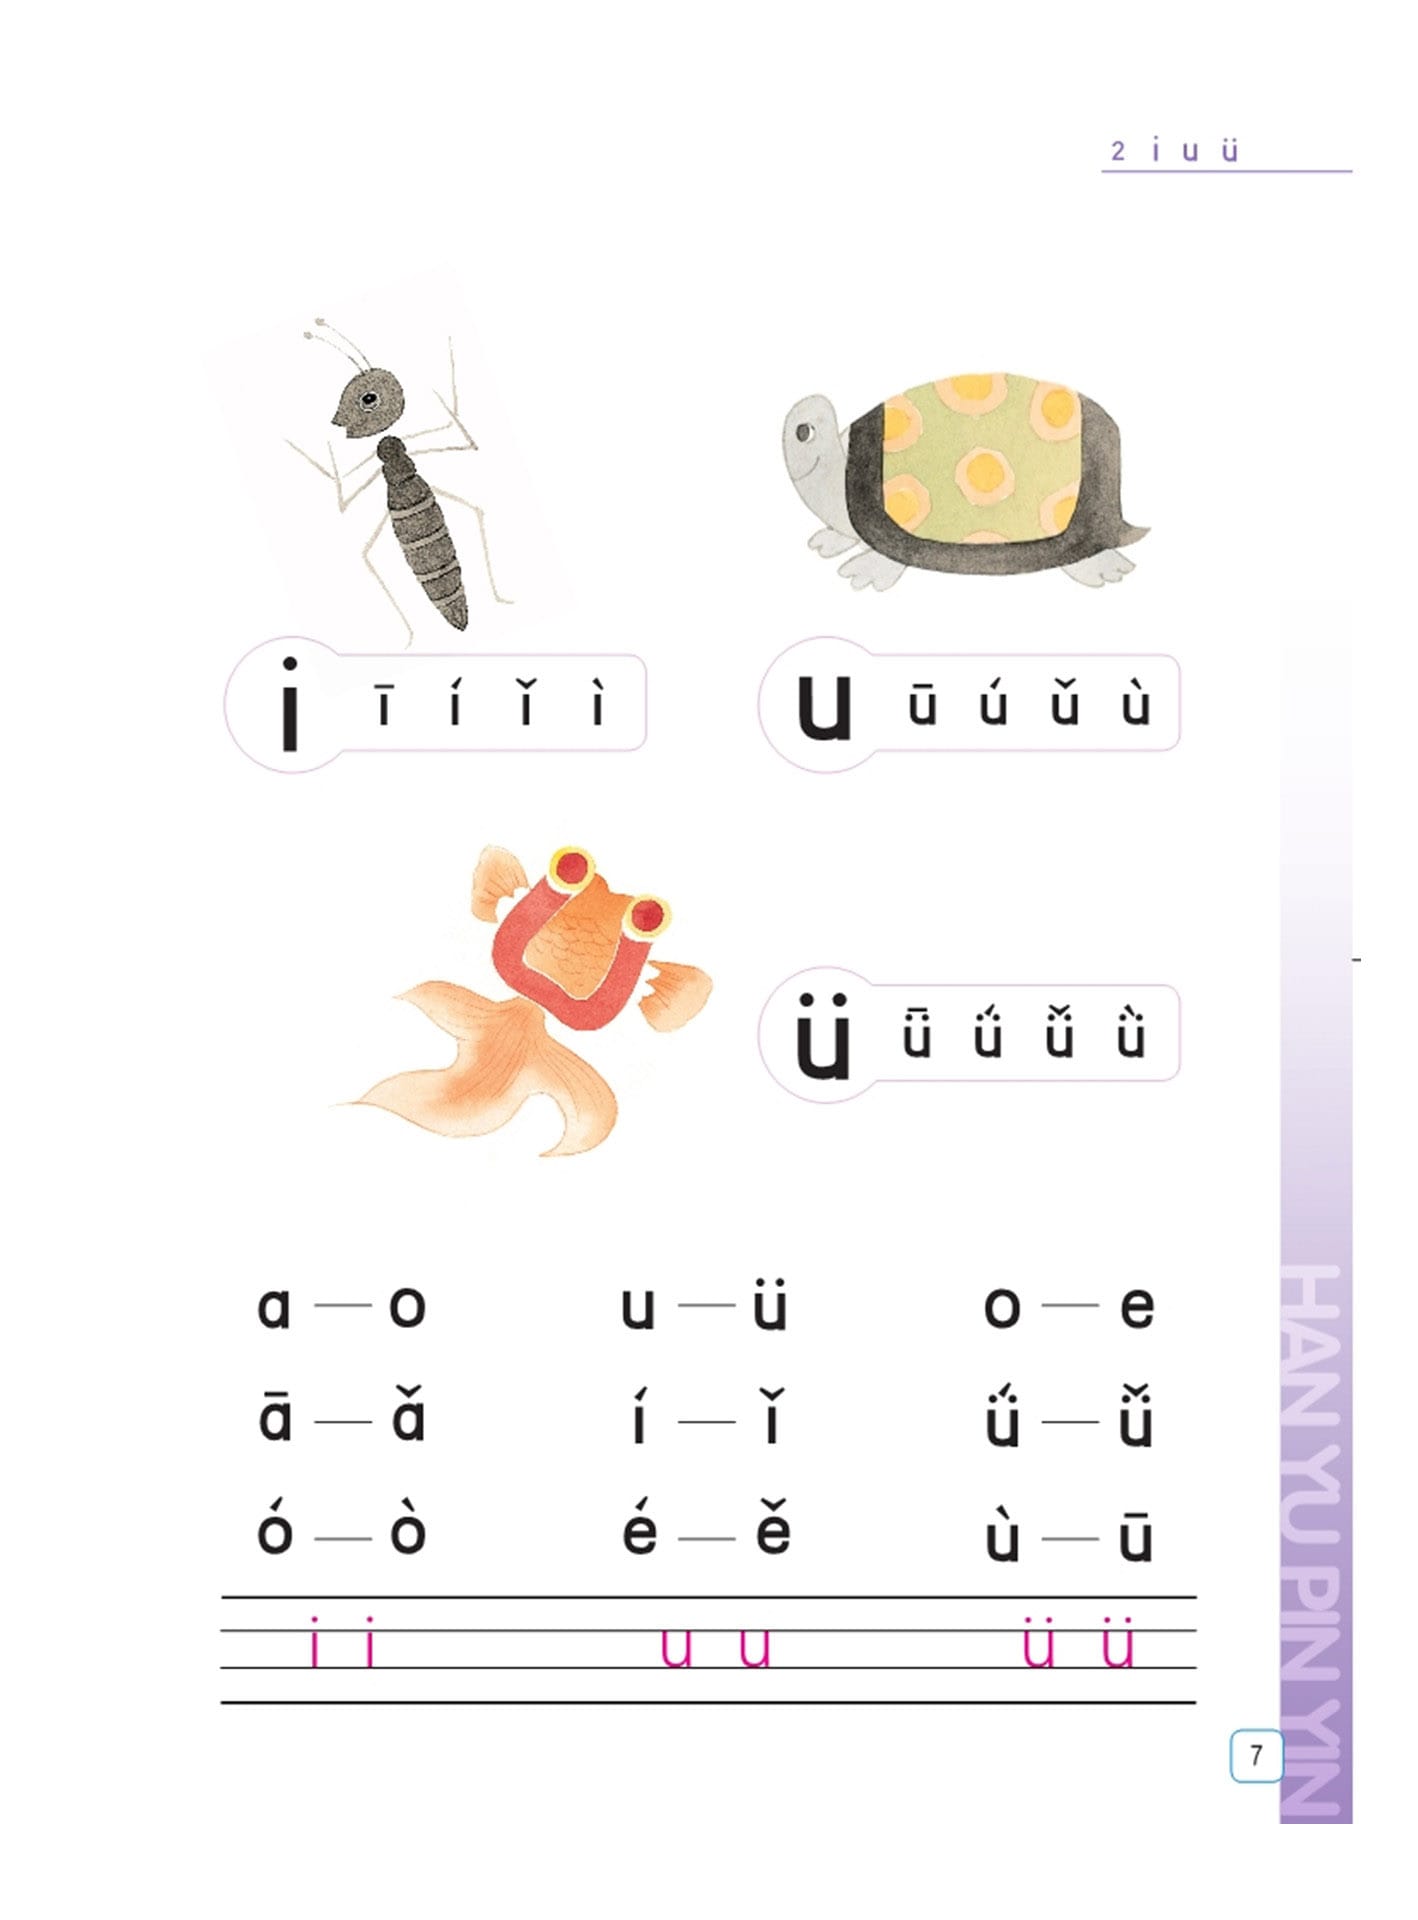 2 i u ü
i ī í ǐ ì
u ū ú ǔ ù
ü ǖ ǘ ǚ ǜ
a — o u — ü o — e
ā — ǎ í — ǐ ǘ — ǚ
ó — ò é — ě ù — ū
i i u u ü ü
7
HAN YU PIN YIN